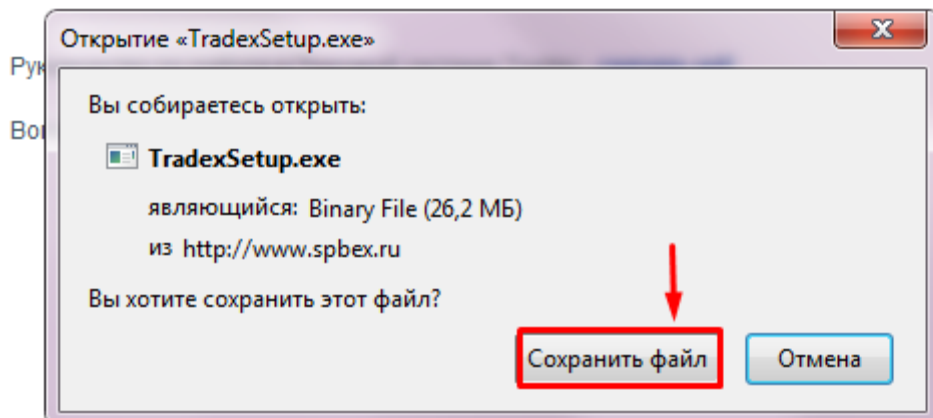 Открытие «TradexSetup.exe»
Вы собираетесь открыть:
TradexSetup.exe
являющийся: Binary File (26,2 МБ)
из http://www.spbex.ru
Вы хотите сохранить этот файл?
Сохранить файл
Отмена